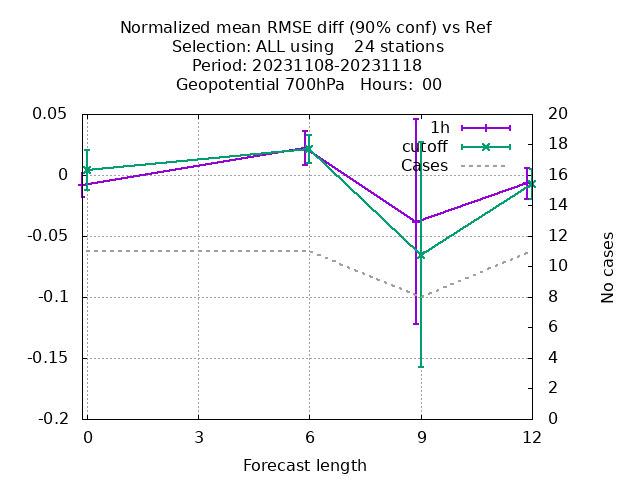 Normalized mean RMSE diff (90% conf) vs Ref
Selection: ALL using 24 stations
Period: 20231108-20231118
Geopotential 700hPa Hours: 00
0.05
0
-0.05
-0.1
-0.15
-0.2
1h
cutoff
Cases
20
18
16
14
12
10
8
6
4
2
0
No cases
0 3 6 9 12
Forecast length